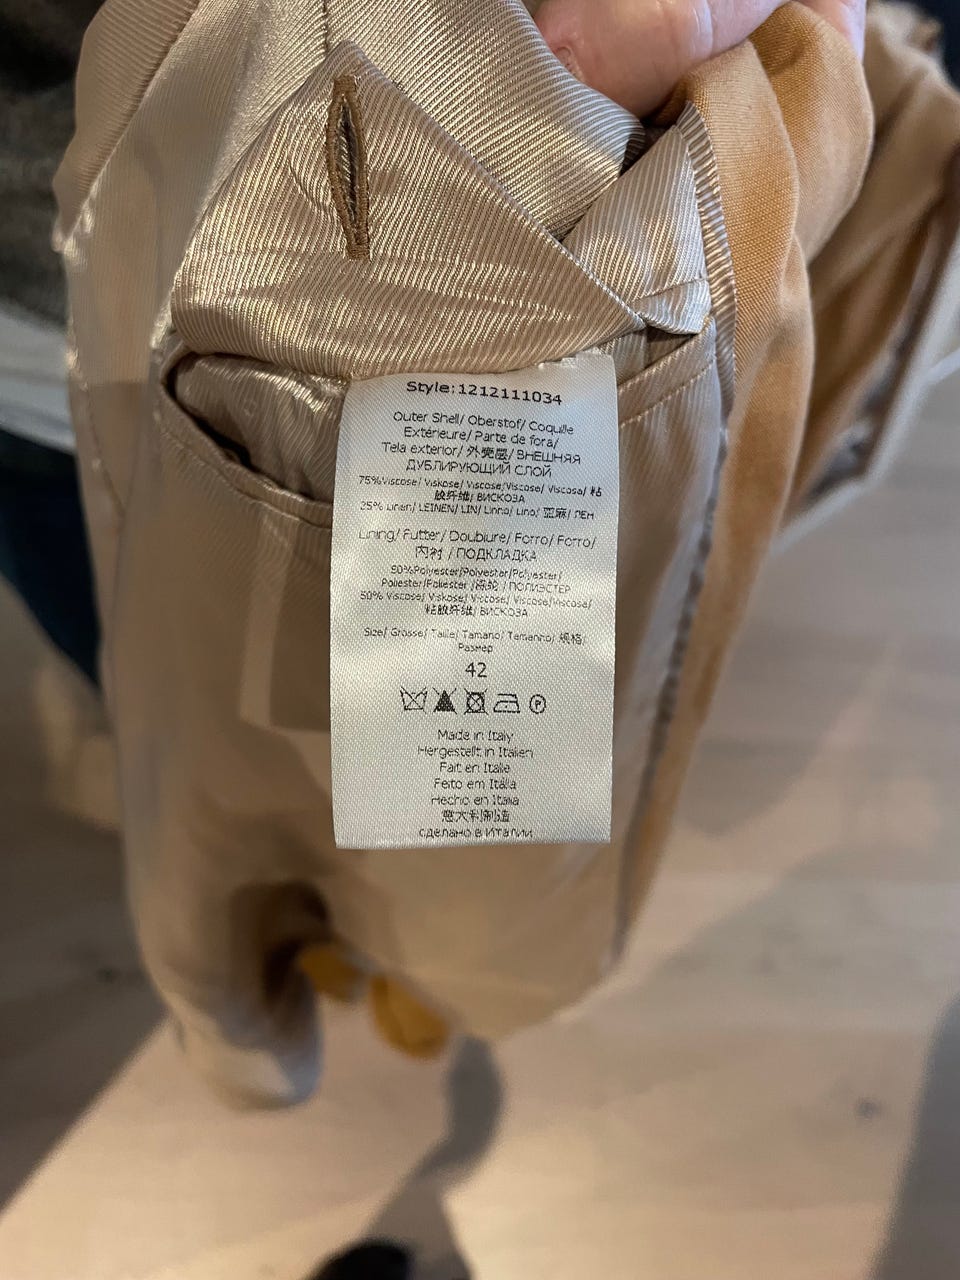 Style:1212111034
Outer Shell/ Oberstof/ Coquille
Extérieure/ Parte de fora/
Tela exterior/ 外壳感/ ВНЕШНЯЯ
ДУБЛИРУЮЩИЙ СЛОЙ
75%Viscose/ Viskose/ Viscose/Viscose/ Viscosa/ 粘
胶纤维/ ВИСКОЗА
25% Linen/ LEINEN/ LIN/ Linho/ Lino/ 亚麻/ ЛЕН
Lining/ Futter/ Doublure/ Forro/ Forro/
内衬 / ПОДКЛАДКА
50%Polyester/Polyester/Polyester/
Poliester/Poliester /涤纶 / ПОЛИЭСТЕР
50% Viscose/ Viskose/ Viscose/ Viscose/Viscosa/
粘胶纤维/ ВИСКОЗА
Size/ Grosse/ Taille/ Tamano/ Tamanho/ 规格/
Размер
42
P
Made in Italy
Hergestellt in Italien
Fait en Italie
Feito em Itália
Hecho en Italia
意大利制造
сделано в Италии